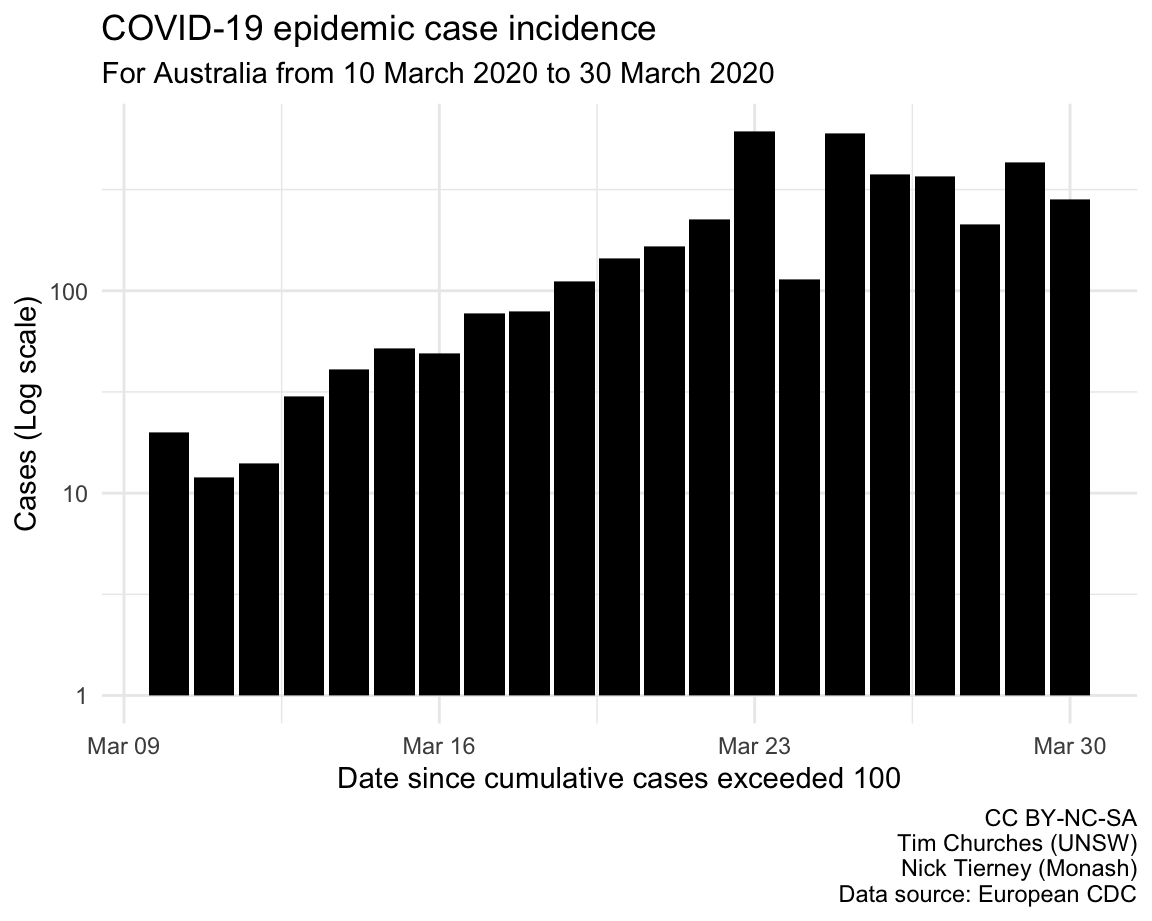 COVID-19 epidemic case incidence
For Australia from 10 March 2020 to 30 March 2020
Cases (Log scale)
100
10
1
Mar 09 Mar 16 Mar 23 Mar 30
Date since cumulative cases exceeded 100
CC BY-NC-SA
Tim Churches (UNSW)
Nick Tierney (Monash)
Data source: European CDC